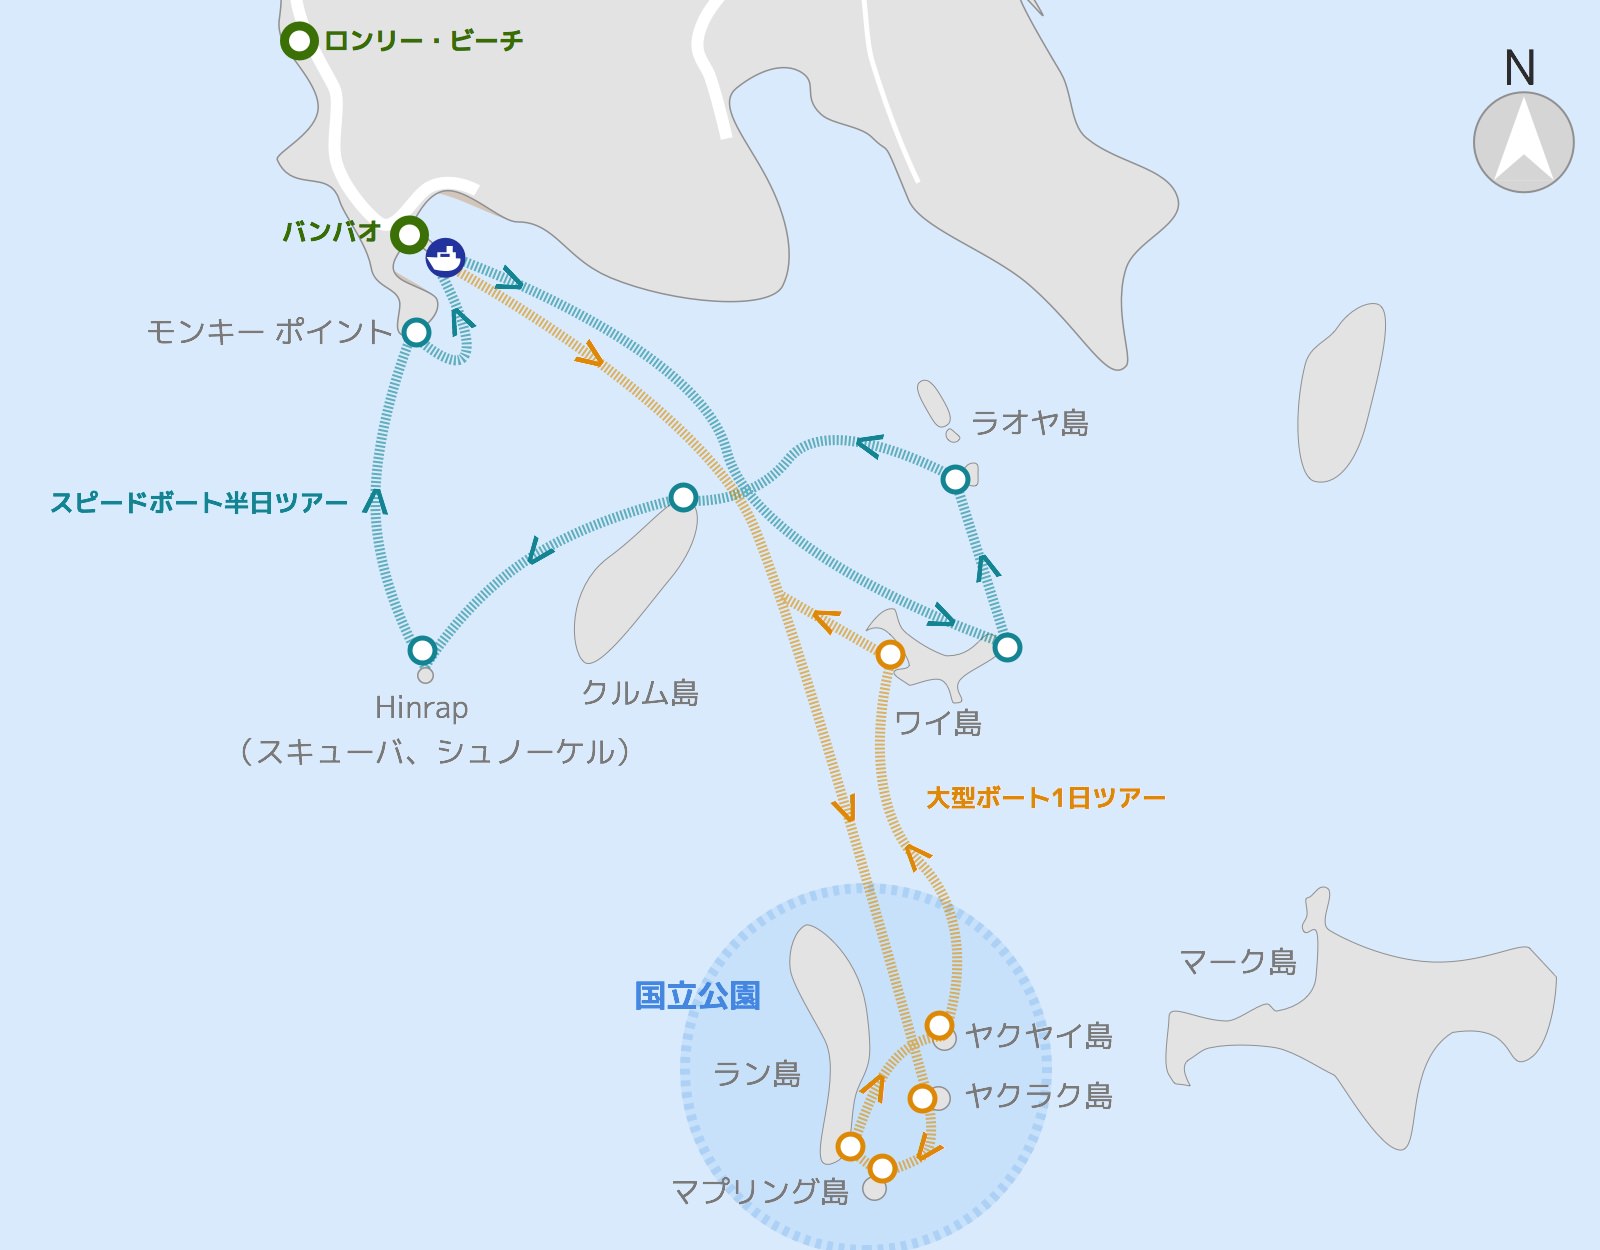 ロンリー・ビーチ
N
バンバオ
モンキー ポイント
ラオヤ島
スピードボート半日ツアー
クルム島
Hinrap
（スキューバ、シュノーケル）
ワイ島
大型ボート1日ツアー
マーク島
国立公園
ヤクヤイ島
ラン島
ヤクラク島
マプリング島